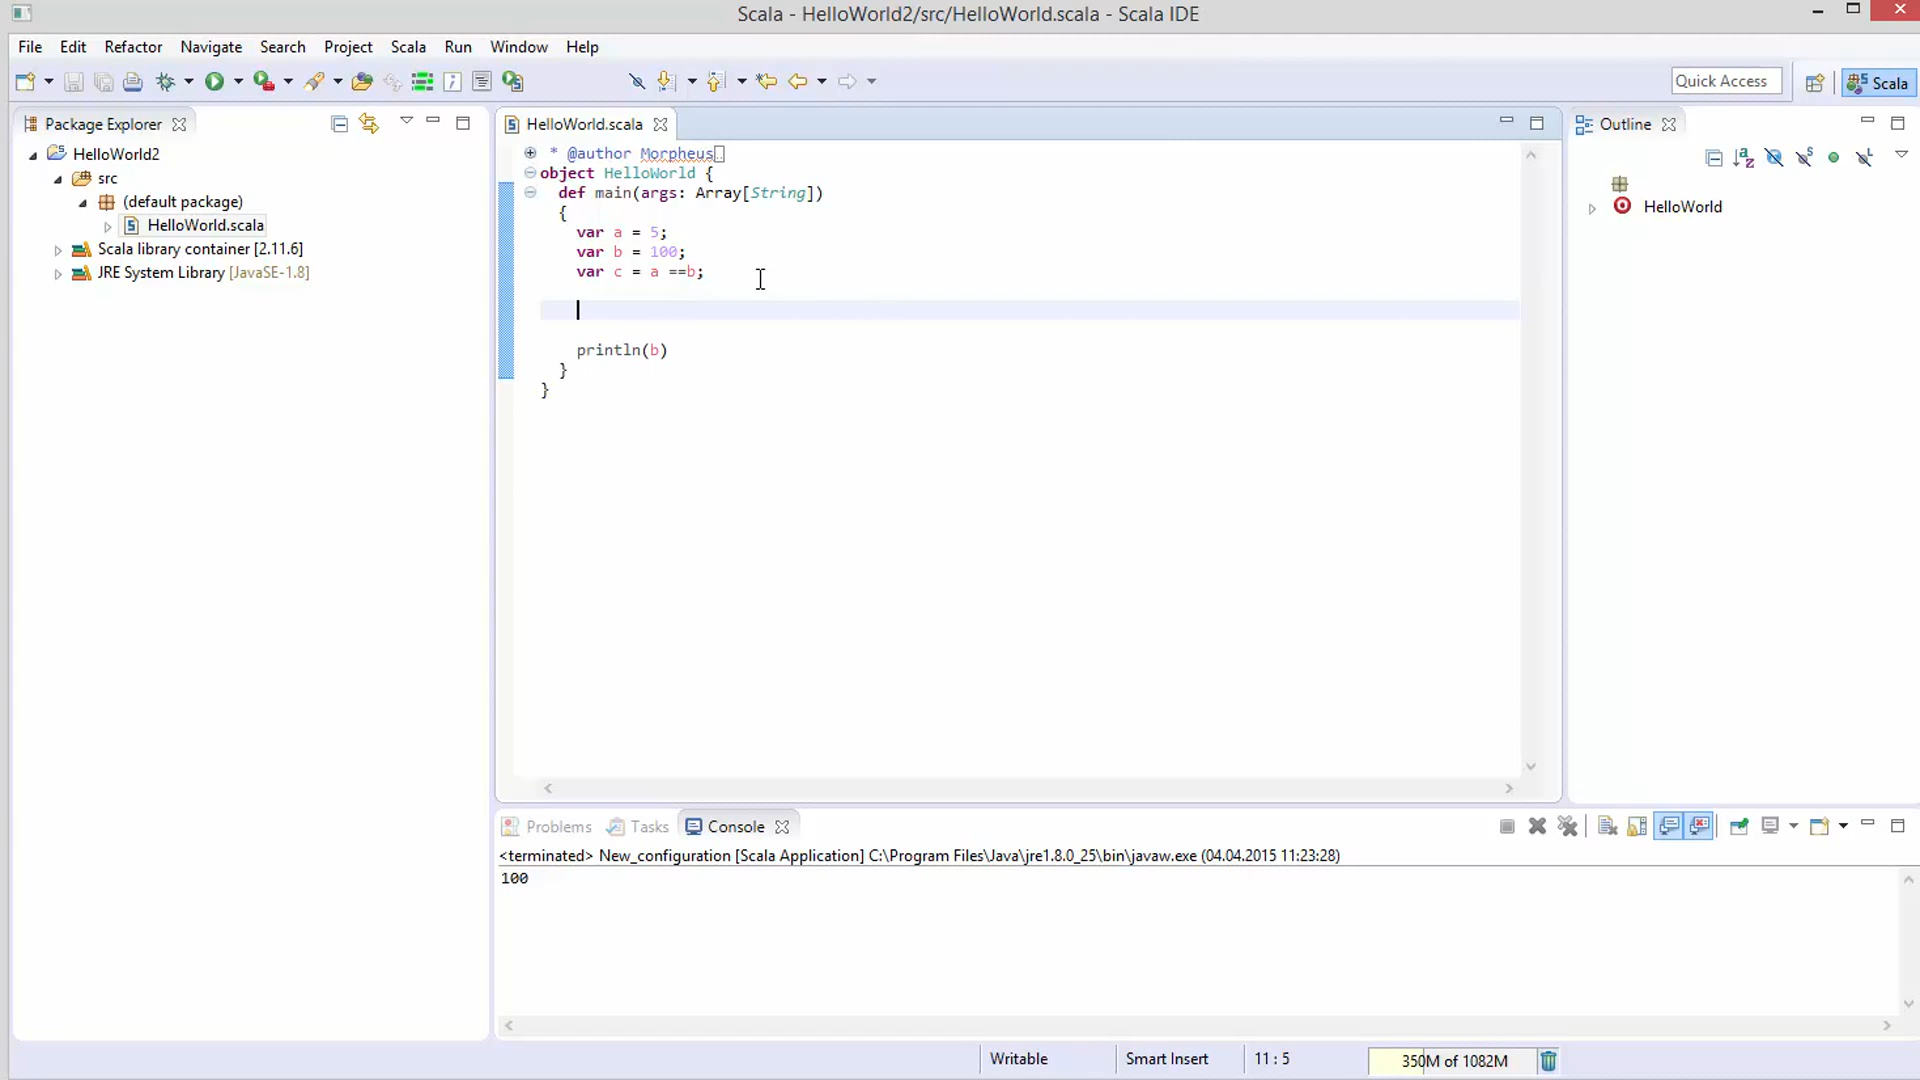 Scala - HelloWorld2/src/HelloWorld.scala - Scala IDE
File Edit Refactor Navigate Search Project Scala Run Window Help
Quick Access
Scala
Package Explorer
HelloWorld2
src
(default package)
HelloWorld.scala
Scala library container [2.11.6]
JRE System Library [JavaSE-1.8]
HelloWorld.scala
* @author Morpheus
object HelloWorld {
def main(args: Array[String])
{
var a = 5;
var b = 100;
var c = a ==b;
println(b)
}
}
Outline
HelloWorld
Problems Tasks Console
<terminated> New_configuration [Scala Application] C:\Program Files\Java\jre1.8.0_25\bin\javaw.exe (04.04.2015 11:23:28)
100
Writable Smart Insert 11 : 5 350M of 1082M